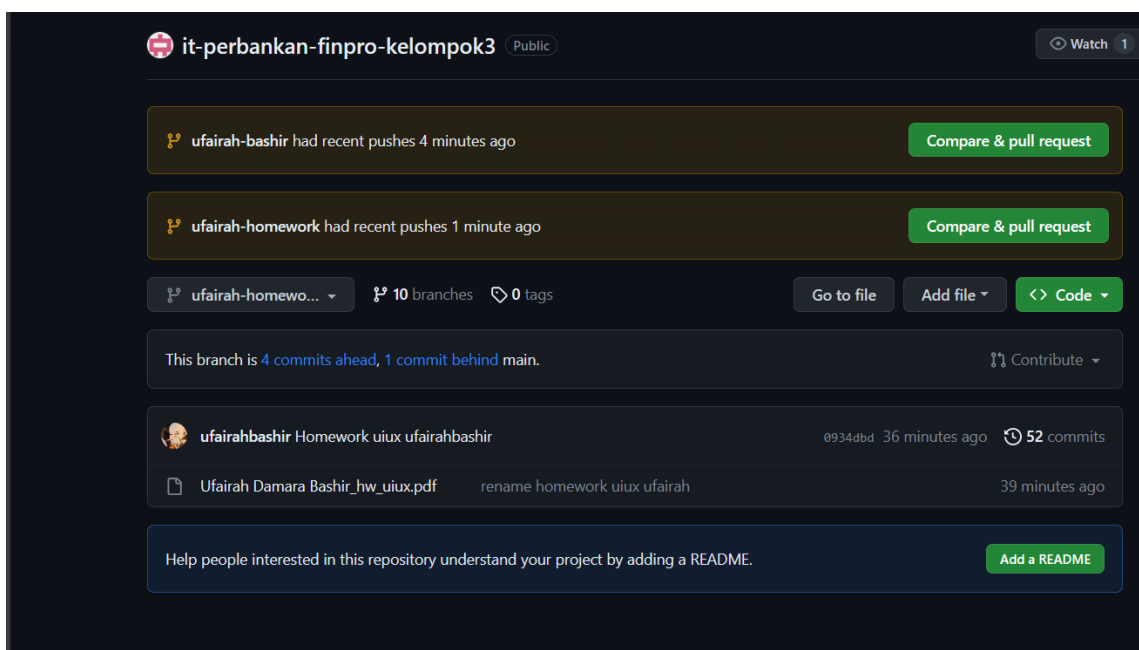 it-perbankan-finpro-kelompok3 Public Watch 1
ufairah-bashir had recent pushes 4 minutes ago Compare & pull request
ufairah-homework had recent pushes 1 minute ago Compare & pull request
ufairah-homewo... 10 branches 0 tags Go to file Add file <> Code
This branch is 4 commits ahead, 1 commit behind main. Contribute
ufairahbashir Homework uiux ufairahbashir 0934dbd 36 minutes ago 52 commits
Ufairah Damara Bashir_hw_uiux.pdf rename homework uiux ufairah 39 minutes ago
Help people interested in this repository understand your project by adding a README. Add a README